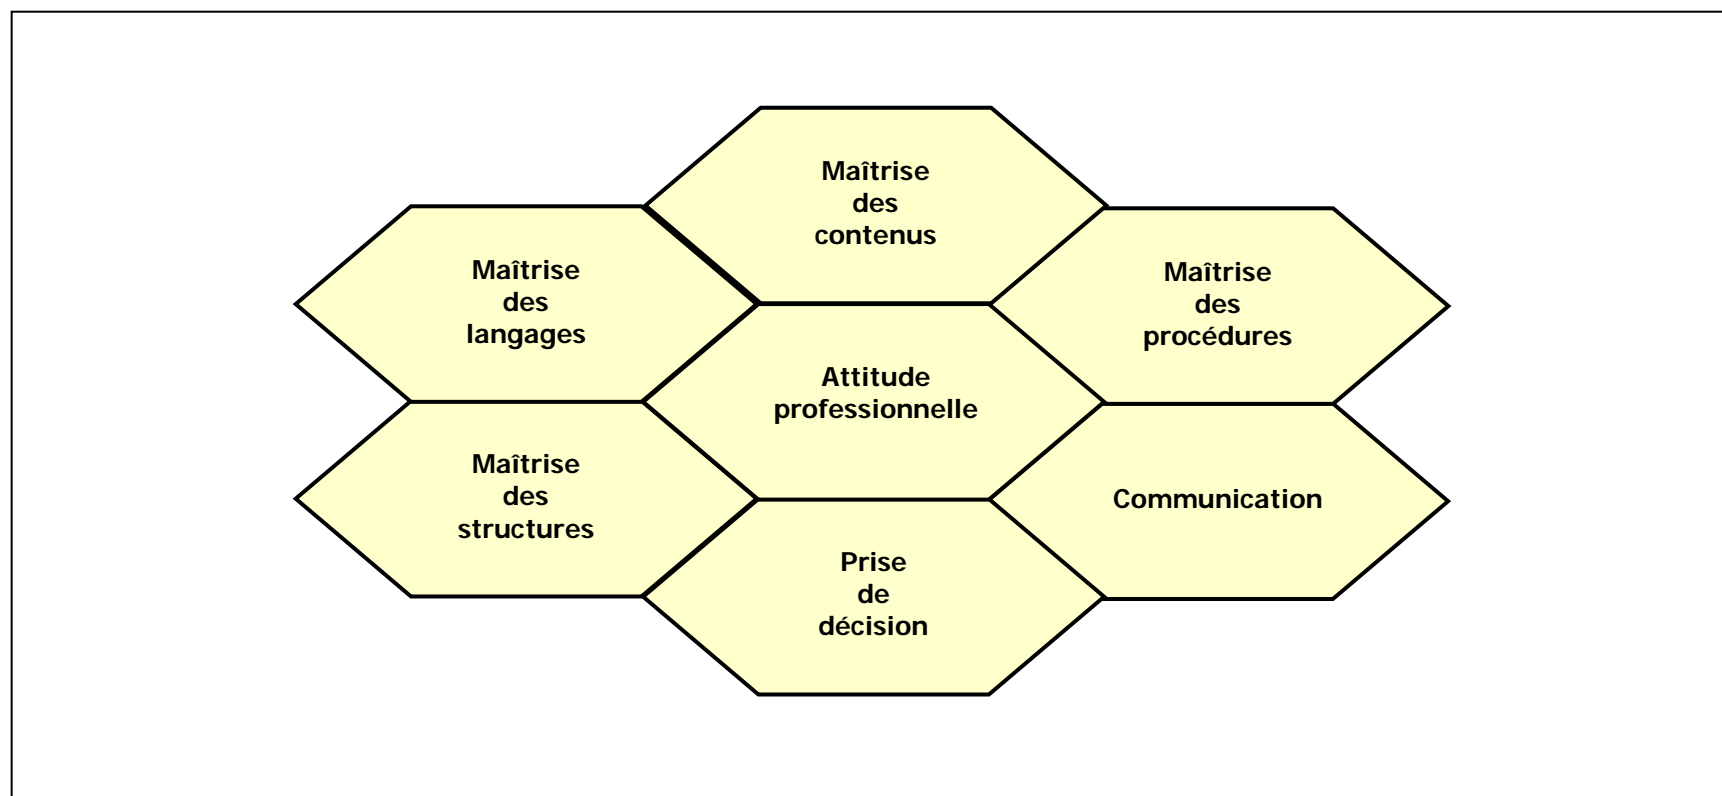 Maîtrise
des
contenus
Maîtrise
des
langages
Maîtrise
des
procédures
Attitude
professionnelle
Maîtrise
des
structures
Communication
Prise
de
décision